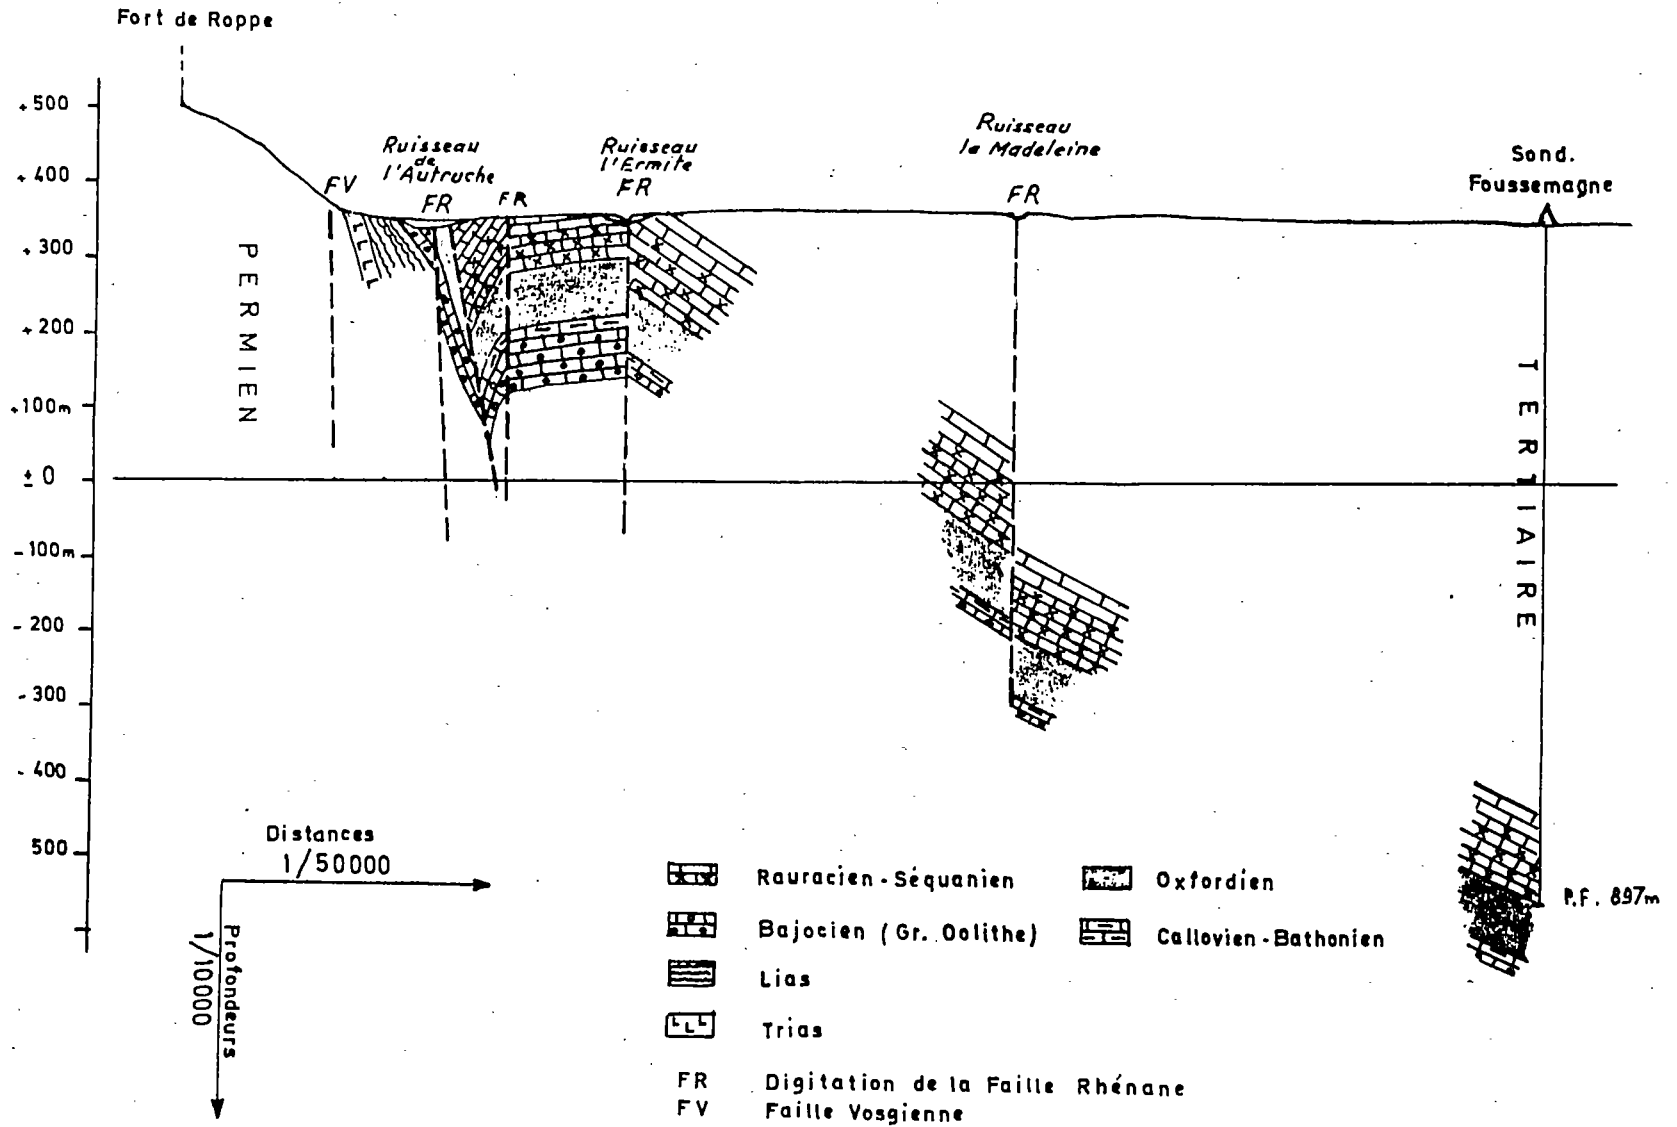 Fort de Roppe
+500
+400
+300
+200
+100m
± 0
-100m
-200
-300
-400
500
Ruisseau
de
l'Autruche
FV
FR
FR
Ruisseau
l'Ermite
FR
Ruisseau
la Madeleine
FR
Sond.
Foussemagne
PERMIEN
TERTIAIRE
P.F. 897m
Distances
1/50000
Profondeurs
1/10000
Rauracien-Séquanien
Oxfordien
Bajocien (Gr. Oolithe)
Callovien-Bathonien
Lias
Trias
FR Digitation de la Faille Rhénane
FV Faille Vosgienne